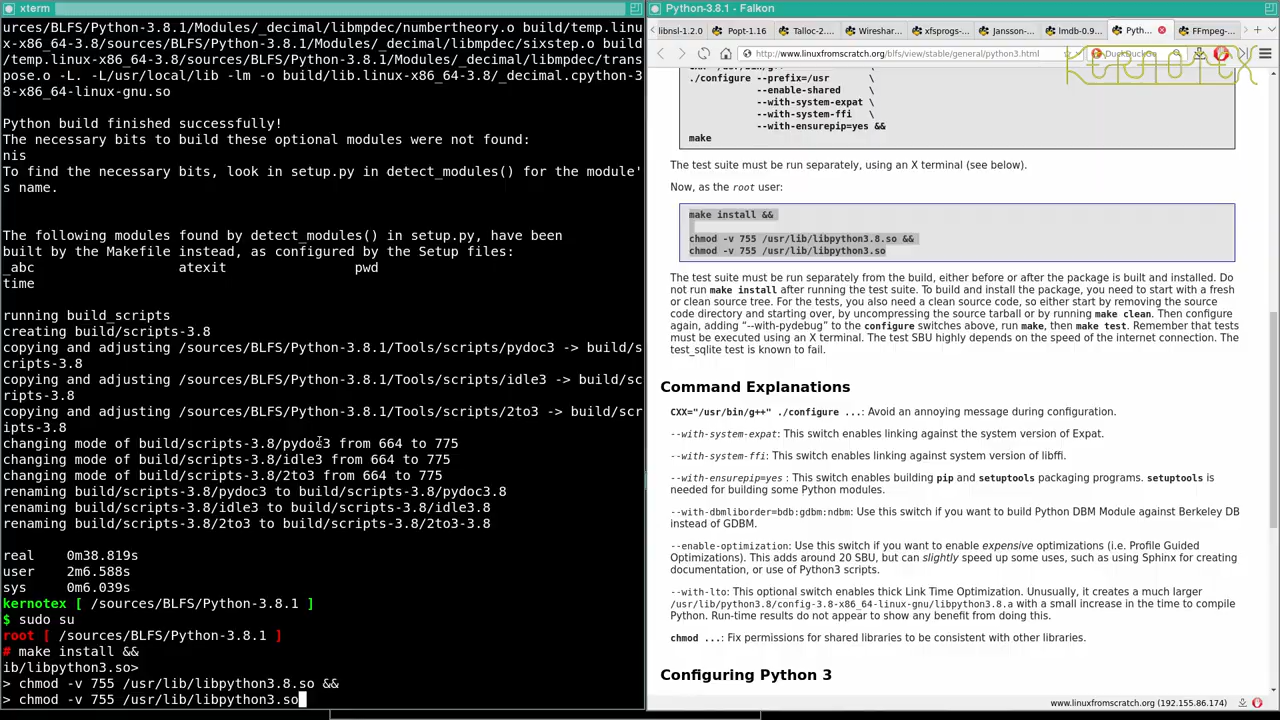 xterm
urces/BLFS/Python-3.8.1/Modules/_decimal/libmpdec/numbertheory.o build/temp.linu
x-x86_64-3.8/sources/BLFS/Python-3.8.1/Modules/_decimal/libmpdec/sixstep.o build
/temp.linux-x86_64-3.8/sources/BLFS/Python-3.8.1/Modules/_decimal/libmpdec/trans
pose.o -L. -L/usr/local/lib -lm -o build/lib.linux-x86_64-3.8/_decimal.cpython-3
8-x86_64-linux-gnu.so
Python build finished successfully!
The necessary bits to build these optional modules were not found:
nis
To find the necessary bits, look in setup.py in detect_modules() for the module'
s name.
The following modules found by detect_modules() in setup.py, have been
built by the Makefile instead, as configured by the Setup files:
_abc atexit pwd
time
running build_scripts
creating build/scripts-3.8
copying and adjusting /sources/BLFS/Python-3.8.1/Tools/scripts/pydoc3 -> build/s
cripts-3.8
copying and adjusting /sources/BLFS/Python-3.8.1/Tools/scripts/idle3 -> build/sc
ripts-3.8
copying and adjusting /sources/BLFS/Python-3.8.1/Tools/scripts/2to3 -> build/scr
ipts-3.8
changing mode of build/scripts-3.8/pydoc3 from 664 to 775
changing mode of build/scripts-3.8/idle3 from 664 to 775
changing mode of build/scripts-3.8/2to3 from 664 to 775
renaming build/scripts-3.8/pydoc3 to build/scripts-3.8/pydoc3.8
renaming build/scripts-3.8/idle3 to build/scripts-3.8/idle3.8
renaming build/scripts-3.8/2to3 to build/scripts-3.8/2to3-3.8
real 0m38.819s
user 2m6.588s
sys 0m6.039s
kernotex [ /sources/BLFS/Python-3.8.1 ]
$ sudo su
root [ /sources/BLFS/Python-3.8.1 ]
# make install &&
ib/libpython3.so>
> chmod -v 755 /usr/lib/libpython3.8.so &&
> chmod -v 755 /usr/lib/libpython3.so
Python-3.8.1 - Falkon
libnsl-1.2.0 Popt-1.16 Talloc-2... Wireshar... xfsprogs-... Jansson-... lmdb-0.9... Pyth... FFmpeg-...
http://www.linuxfromscratch.org/blfs/view/stable/general/python3.html
DuckDuckGo
KERNOTEX
./configure --prefix=/usr \
--enable-shared \
--with-system-expat \
--with-system-ffi \
--with-ensurepip=yes &&
make
The test suite must be run separately, using an X terminal (see below).
Now, as the root user:
make install &&
chmod -v 755 /usr/lib/libpython3.8.so &&
chmod -v 755 /usr/lib/libpython3.so
The test suite must be run separately from the build, either before or after the package is built and installed. Do
not run make install after running the test suite. To build and install the package, you need to start with a fresh
or clean source tree. For the tests, you also need a clean source code, so either start by removing the source
code directory and starting over, by uncompressing the source tarball or by running make clean. Then configure
again, adding “--with-pydebug” to the configure switches above, run make, then make test. Remember that tests
must be executed using an X terminal. The test SBU highly depends on the speed of the internet connection. The
test_sqlite test is known to fail.
Command Explanations
CXX="/usr/bin/g++" ./configure ...: Avoid an annoying message during configuration.
--with-system-expat: This switch enables linking against the system version of Expat.
--with-system-ffi: This switch enables linking against system version of libffi.
--with-ensurepip=yes : This switch enables building pip and setuptools packaging programs. setuptools is
needed for building some Python modules.
--with-dbmliborder=bdb:gdbm:ndbm: Use this switch if you want to build Python DBM Module against Berkeley DB
instead of GDBM.
--enable-optimization: Use this switch if you want to enable expensive optimizations (i.e. Profile Guided
Optimizations). This adds around 20 SBU, but can slightly speed up some uses, such as using Sphinx for creating
documentation, or use of Python3 scripts.
--with-lto: This optional switch enables thick Link Time Optimization. Unusually, it creates a much larger
/usr/lib/python3.8/config-3.8-x86_64-linux-gnu/libpython3.8.a with a small increase in the time to compile
Python. Run-time results do not appear to show any benefit from doing this.
chmod ...: Fix permissions for shared libraries to be consistent with other libraries.
Configuring Python 3
www.linuxfromscratch.org (192.155.86.174)